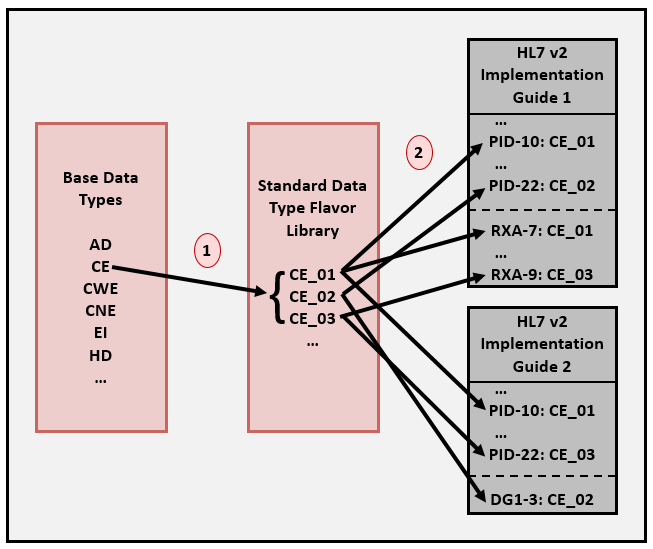 Base Data
Types
AD
CE
CWE
CNE
EI
HD
...
1
Standard Data
Type Flavor
Library
{
CE_01
CE_02
CE_03
...
2
HL7 v2
Implementation
Guide 1
...
PID-10: CE_01
...
PID-22: CE_02
RXA-7: CE_01
...
RXA-9: CE_03
HL7 v2
Implementation
Guide 2
...
PID-10: CE_01
...
PID-22: CE_03
DG1-3: CE_02